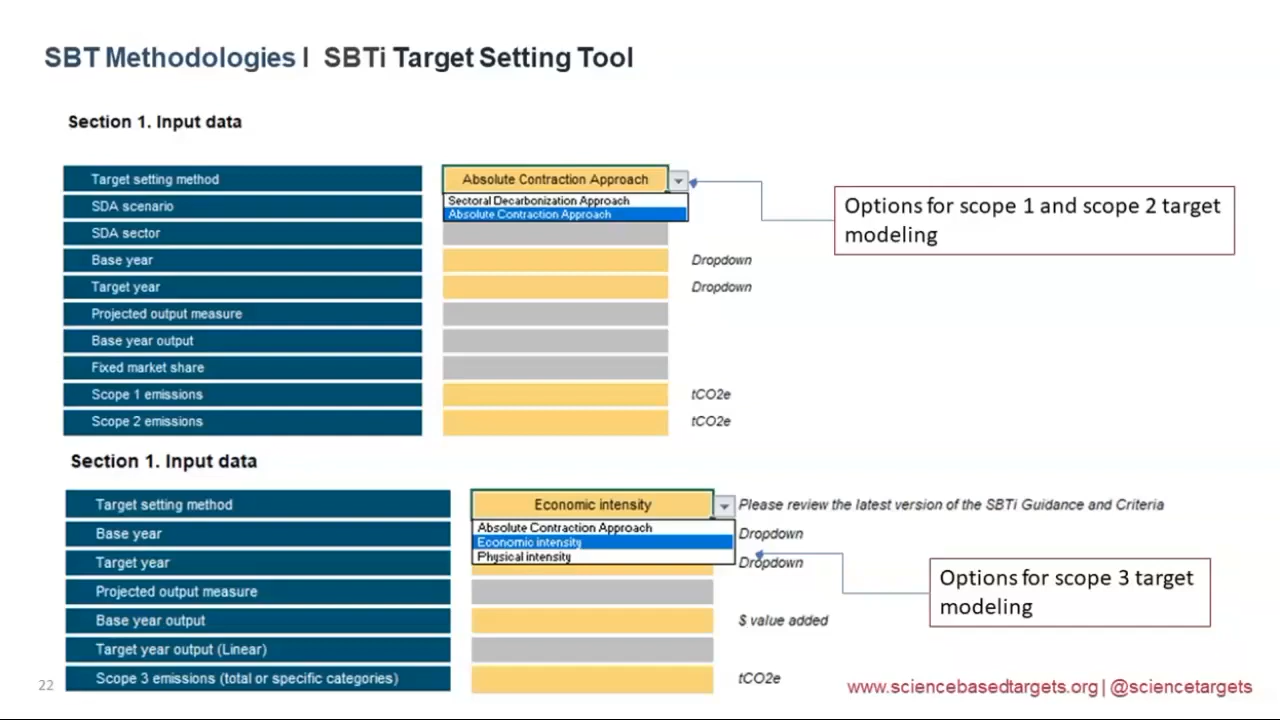 SBT Methodologies I SBTi Target Setting Tool
Section 1. Input data
Target setting method Absolute Contraction Approach
Sectoral Decarbonization Approach
Absolute Contraction Approach
SDA scenario
SDA sector
Base year Dropdown
Target year Dropdown
Projected output measure
Base year output
Fixed market share
Scope 1 emissions tCO2e
Scope 2 emissions tCO2e
Options for scope 1 and scope 2 target
modeling
Section 1. Input data
Target setting method Economic intensity Please review the latest version of the SBTi Guidance and Criteria
Absolute Contraction Approach
Economic intensity
Physical intensity
Base year Dropdown
Target year Dropdown
Projected output measure
Base year output $ value added
Target year output (Linear)
Scope 3 emissions (total or specific categories) tCO2e
Options for scope 3 target
modeling
22
www.sciencebasedtargets.org | @sciencetargets